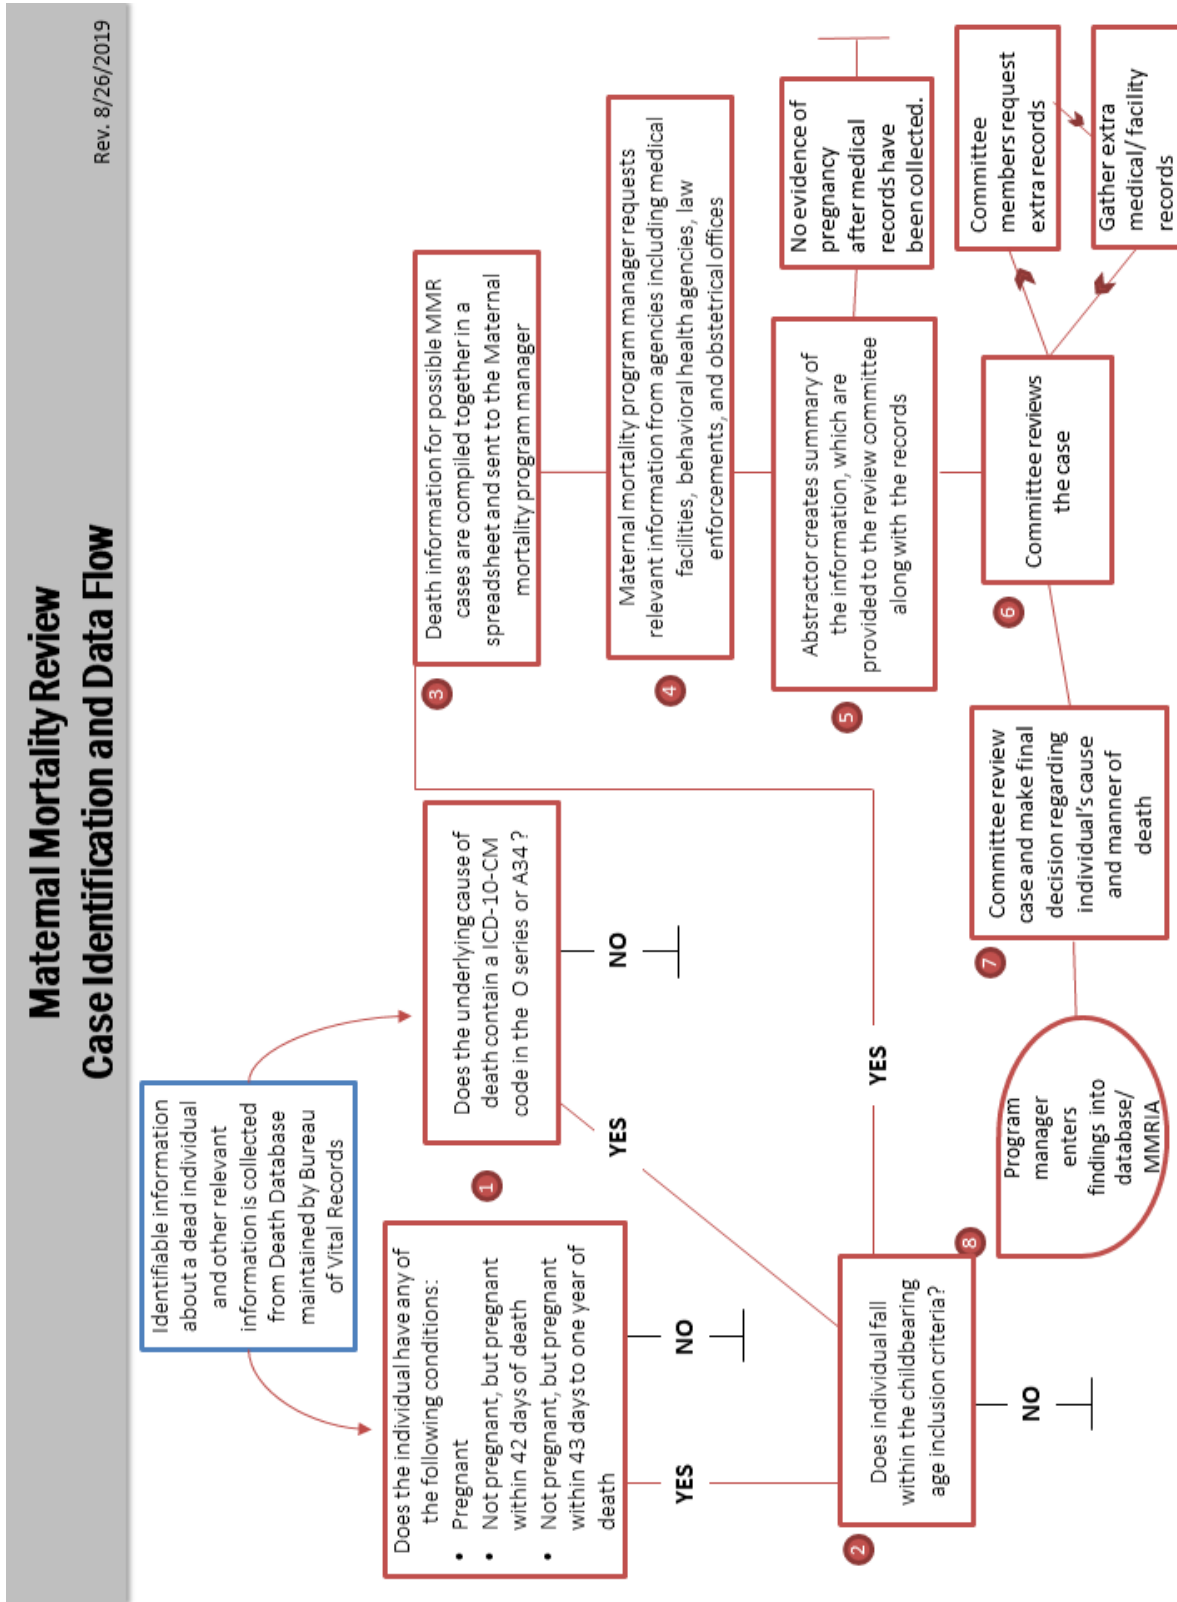 Maternal Mortality Review
Case Identification and Data Flow
Rev. 8/26/2019
Identifiable information
about a dead individual
and other relevant
information is collected
from Death Database
maintained by Bureau
of Vital Records
Does the individual have any of
the following conditions:
• Pregnant
• Not pregnant, but pregnant
within 42 days of death
• Not pregnant, but pregnant
within 43 days to one year of
death
1
Does the underlying cause of
death contain a ICD-10-CM
code in the O series or A34 ?
YES
NO
YES
NO
2
Does individual fall
within the childbearing
age inclusion criteria?
NO
YES
3
Death information for possible MMR
cases are compiled together in a
spreadsheet and sent to the Maternal
mortality program manager
4
Maternal mortality program manager requests
relevant information from agencies including medical
facilities, behavioral health agencies, law
enforcements, and obstetrical offices
5
Abstractor creates summary of
the information, which are
provided to the review committee
along with the records
No evidence of
pregnancy
after medical
records have
been collected.
6
Committee reviews
the case
Committee
members request
extra records
Gather extra
medical/ facility
records
7
Committee review
case and make final
decision regarding
individual's cause
and manner of
death
8
Program
manager
enters
findings into
database/
MMRIA